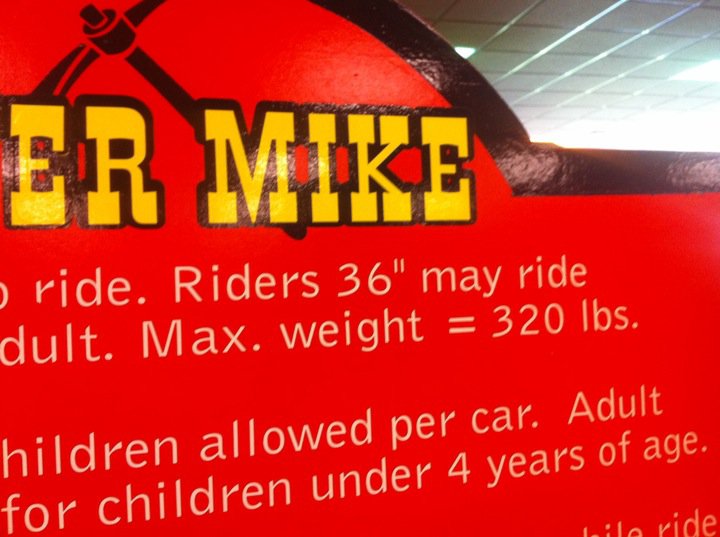 ER MIKE
ride. Riders 36" may ride
dult. Max. weight = 320 lbs.
hildren allowed per car. Adult
for children under 4 years of age.
ride